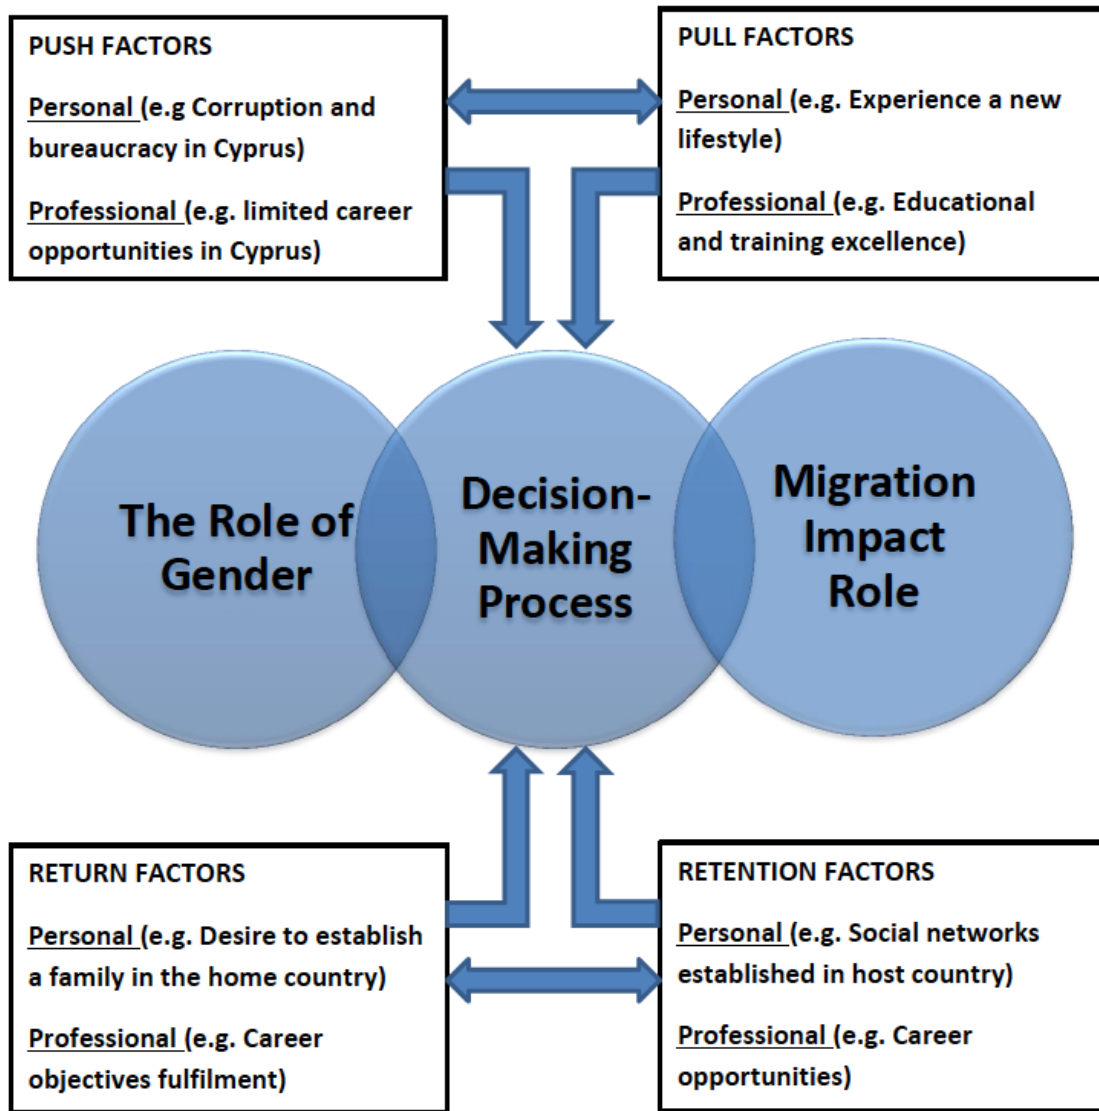 PUSH FACTORS
Personal (e.g Corruption and
bureaucracy in Cyprus)
Professional (e.g. limited career
opportunities in Cyprus)
PULL FACTORS
Personal (e.g. Experience a new
lifestyle)
Professional (e.g. Educational
and training excellence)
The Role of
Gender
Decision-
Making
Process
Migration
Impact
Role
RETURN FACTORS
Personal (e.g. Desire to establish
a family in the home country)
Professional (e.g. Career
objectives fulfilment)
RETENTION FACTORS
Personal (e.g. Social networks
established in host country)
Professional (e.g. Career
opportunities)